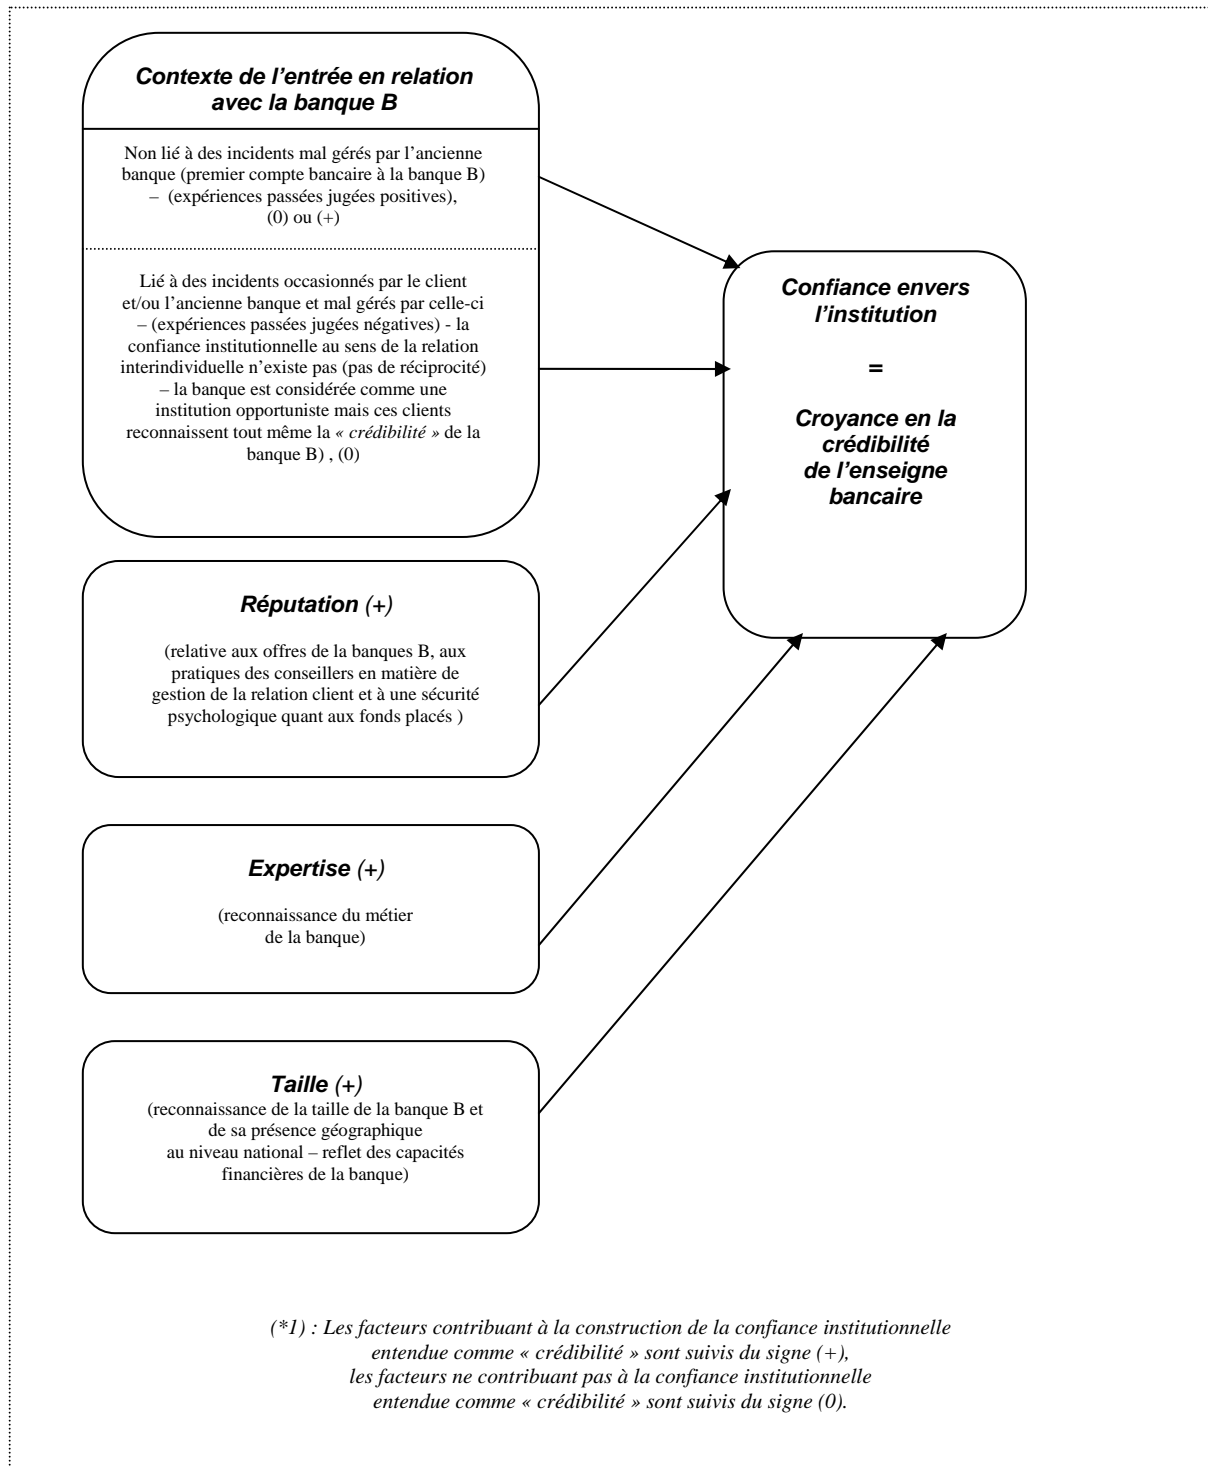 Contexte de l’entrée en relation
avec la banque B
Non lié à des incidents mal gérés par l’ancienne
banque (premier compte bancaire à la banque B)
– (expériences passées jugées positives),
(0) ou (+)
Lié à des incidents occasionnés par le client
et/ou l’ancienne banque et mal gérés par celle-ci
– (expériences passées jugées négatives) - la
confiance institutionnelle au sens de la relation
interindividuelle n’existe pas (pas de réciprocité)
– la banque est considérée comme une
institution opportuniste mais ces clients
reconnaissent tout même la « crédibilité » de la
banque B) , (0)
Confiance envers
l’institution
=
Croyance en la
crédibilité
de l’enseigne
bancaire
Réputation (+)
(relative aux offres de la banques B, aux
pratiques des conseillers en matière de
gestion de la relation client et à une sécurité
psychologique quant aux fonds placés )
Expertise (+)
(reconnaissance du métier
de la banque)
Taille (+)
(reconnaissance de la taille de la banque B et
de sa présence géographique
au niveau national – reflet des capacités
financières de la banque)
(*1) : Les facteurs contribuant à la construction de la confiance institutionnelle
entendue comme « crédibilité » sont suivis du signe (+),
les facteurs ne contribuant pas à la confiance institutionnelle
entendue comme « crédibilité » sont suivis du signe (0).